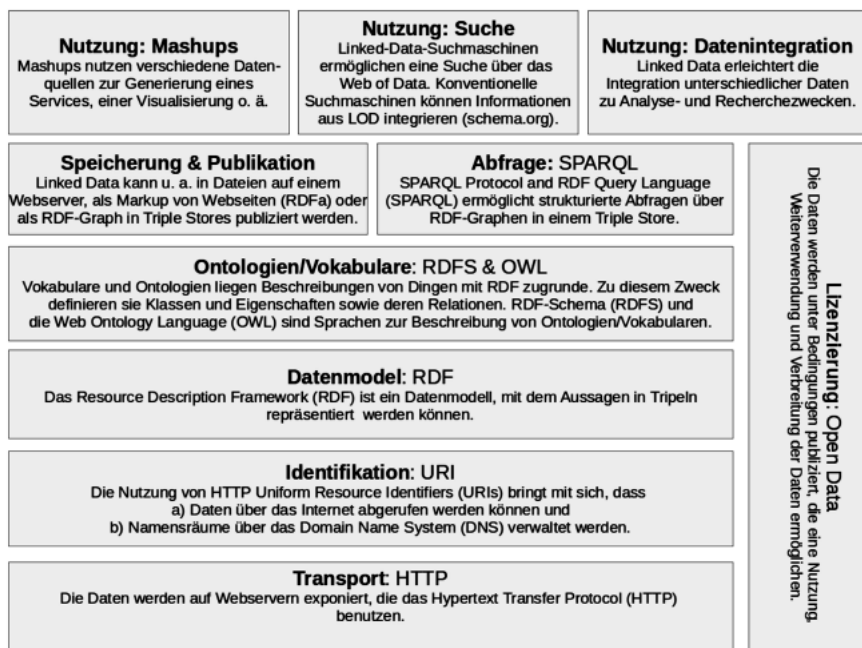 Nutzung: Mashups
Mashups nutzen verschiedene Daten-
quellen zur Generierung eines
Services, einer Visualisierung o. ä.
Nutzung: Suche
Linked-Data-Suchmaschinen
ermöglichen eine Suche über das
Web of Data. Konventionelle
Suchmaschinen können Informationen
aus LOD integrieren (schema.org).
Nutzung: Datenintegration
Linked Data erleichtert die
Integration unterschiedlicher Daten
zu Analyse- und Recherchezwecken.
Speicherung & Publikation
Linked Data kann u. a. in Dateien auf einem
Webserver, als Markup von Webseiten (RDFa) oder
als RDF-Graph in Triple Stores publiziert werden.
Abfrage: SPARQL
SPARQL Protocol and RDF Query Language
(SPARQL) ermöglicht strukturierte Abfragen über
RDF-Graphen in einem Triple Store.
Ontologien/Vokabulare: RDFS & OWL
Vokabulare und Ontologien liegen Beschreibungen von Dingen mit RDF zugrunde. Zu diesem Zweck
definieren sie Klassen und Eigenschaften sowie deren Relationen. RDF-Schema (RDFS) und
die Web Ontology Language (OWL) sind Sprachen zur Beschreibung von Ontologien/Vokabularen.
Datenmodel: RDF
Das Resource Description Framework (RDF) ist ein Datenmodell, mit dem Aussagen in Tripeln
repräsentiert werden können.
Identifikation: URI
Die Nutzung von HTTP Uniform Resource Identifiers (URIs) bringt mit sich, dass
a) Daten über das Internet abgerufen werden können und
b) Namensräume über das Domain Name System (DNS) verwaltet werden.
Transport: HTTP
Die Daten werden auf Webservern exponiert, die das Hypertext Transfer Protocol (HTTP)
benutzen.
Lizenzierung: Open Data
Die Daten werden unter Bedingungen publiziert, die eine Nutzung,
Weiterverwendung und Verbreitung der Daten ermöglichen.